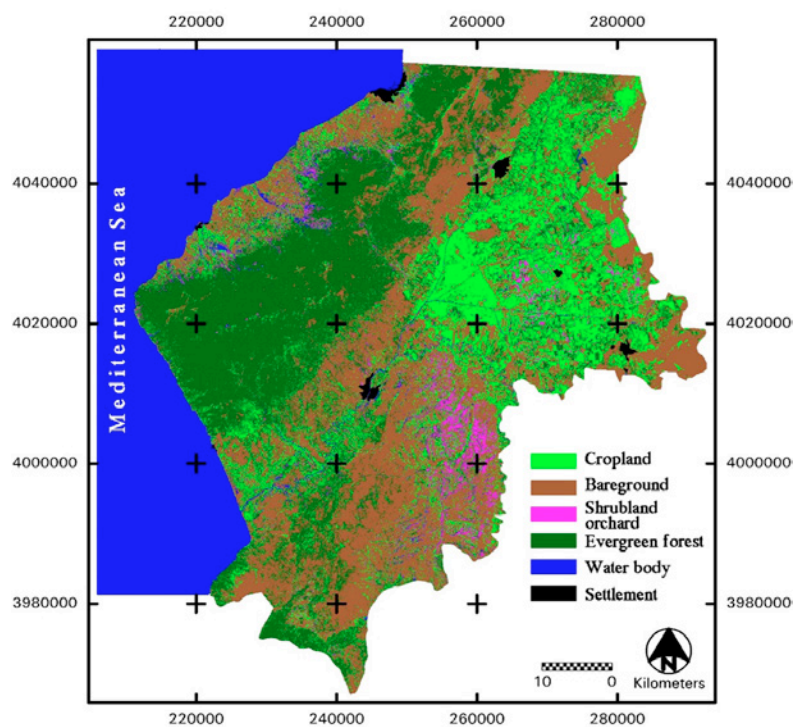 220000 240000 260000 280000
4040000 4040000
4020000 4020000
4000000 4000000
3980000 3980000
Mediterranean Sea
Cropland
Bareground
Shrubland
orchard
Evergreen forest
Water body
Settlement
N
10 0
Kilometers
220000 240000 260000 280000